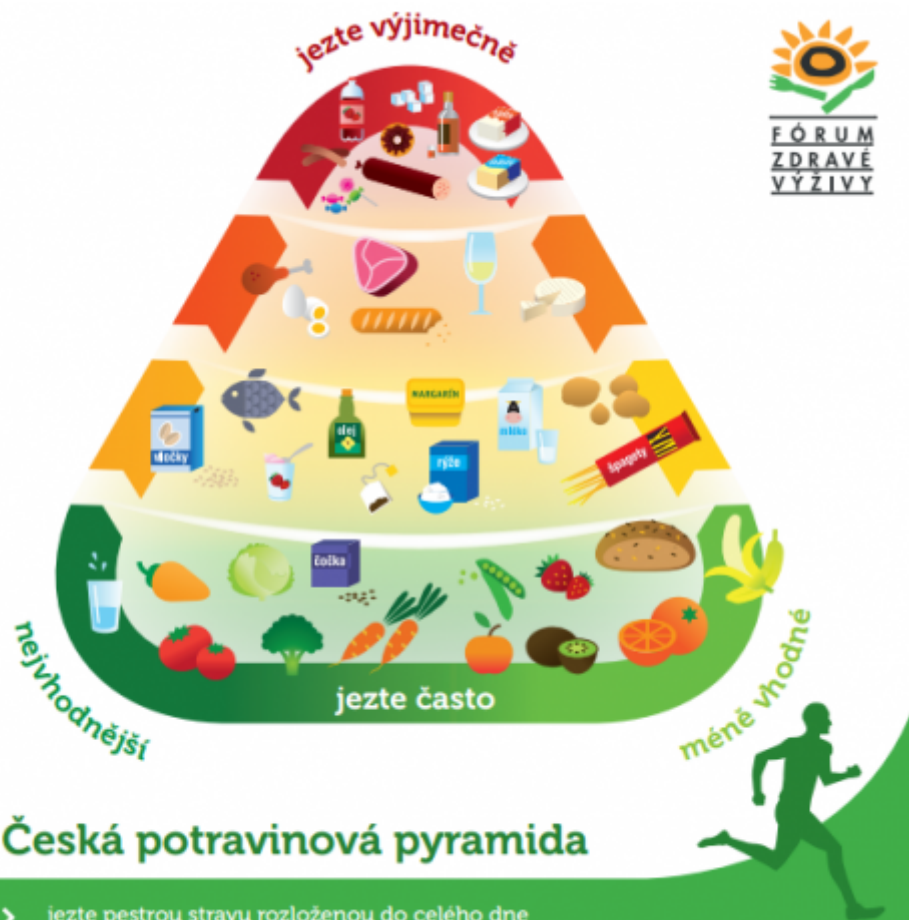 jezte výjimečně
FÓRUM
ZDRAVÉ
VÝŽIVY
MARGARÍN
olej
mléko
vločky
rýže
špagety
čočka
jezte často
nejvhodnější
méně vhodné
Česká potravinová pyramida
jezte pestrou stravu rozloženou do celého dne